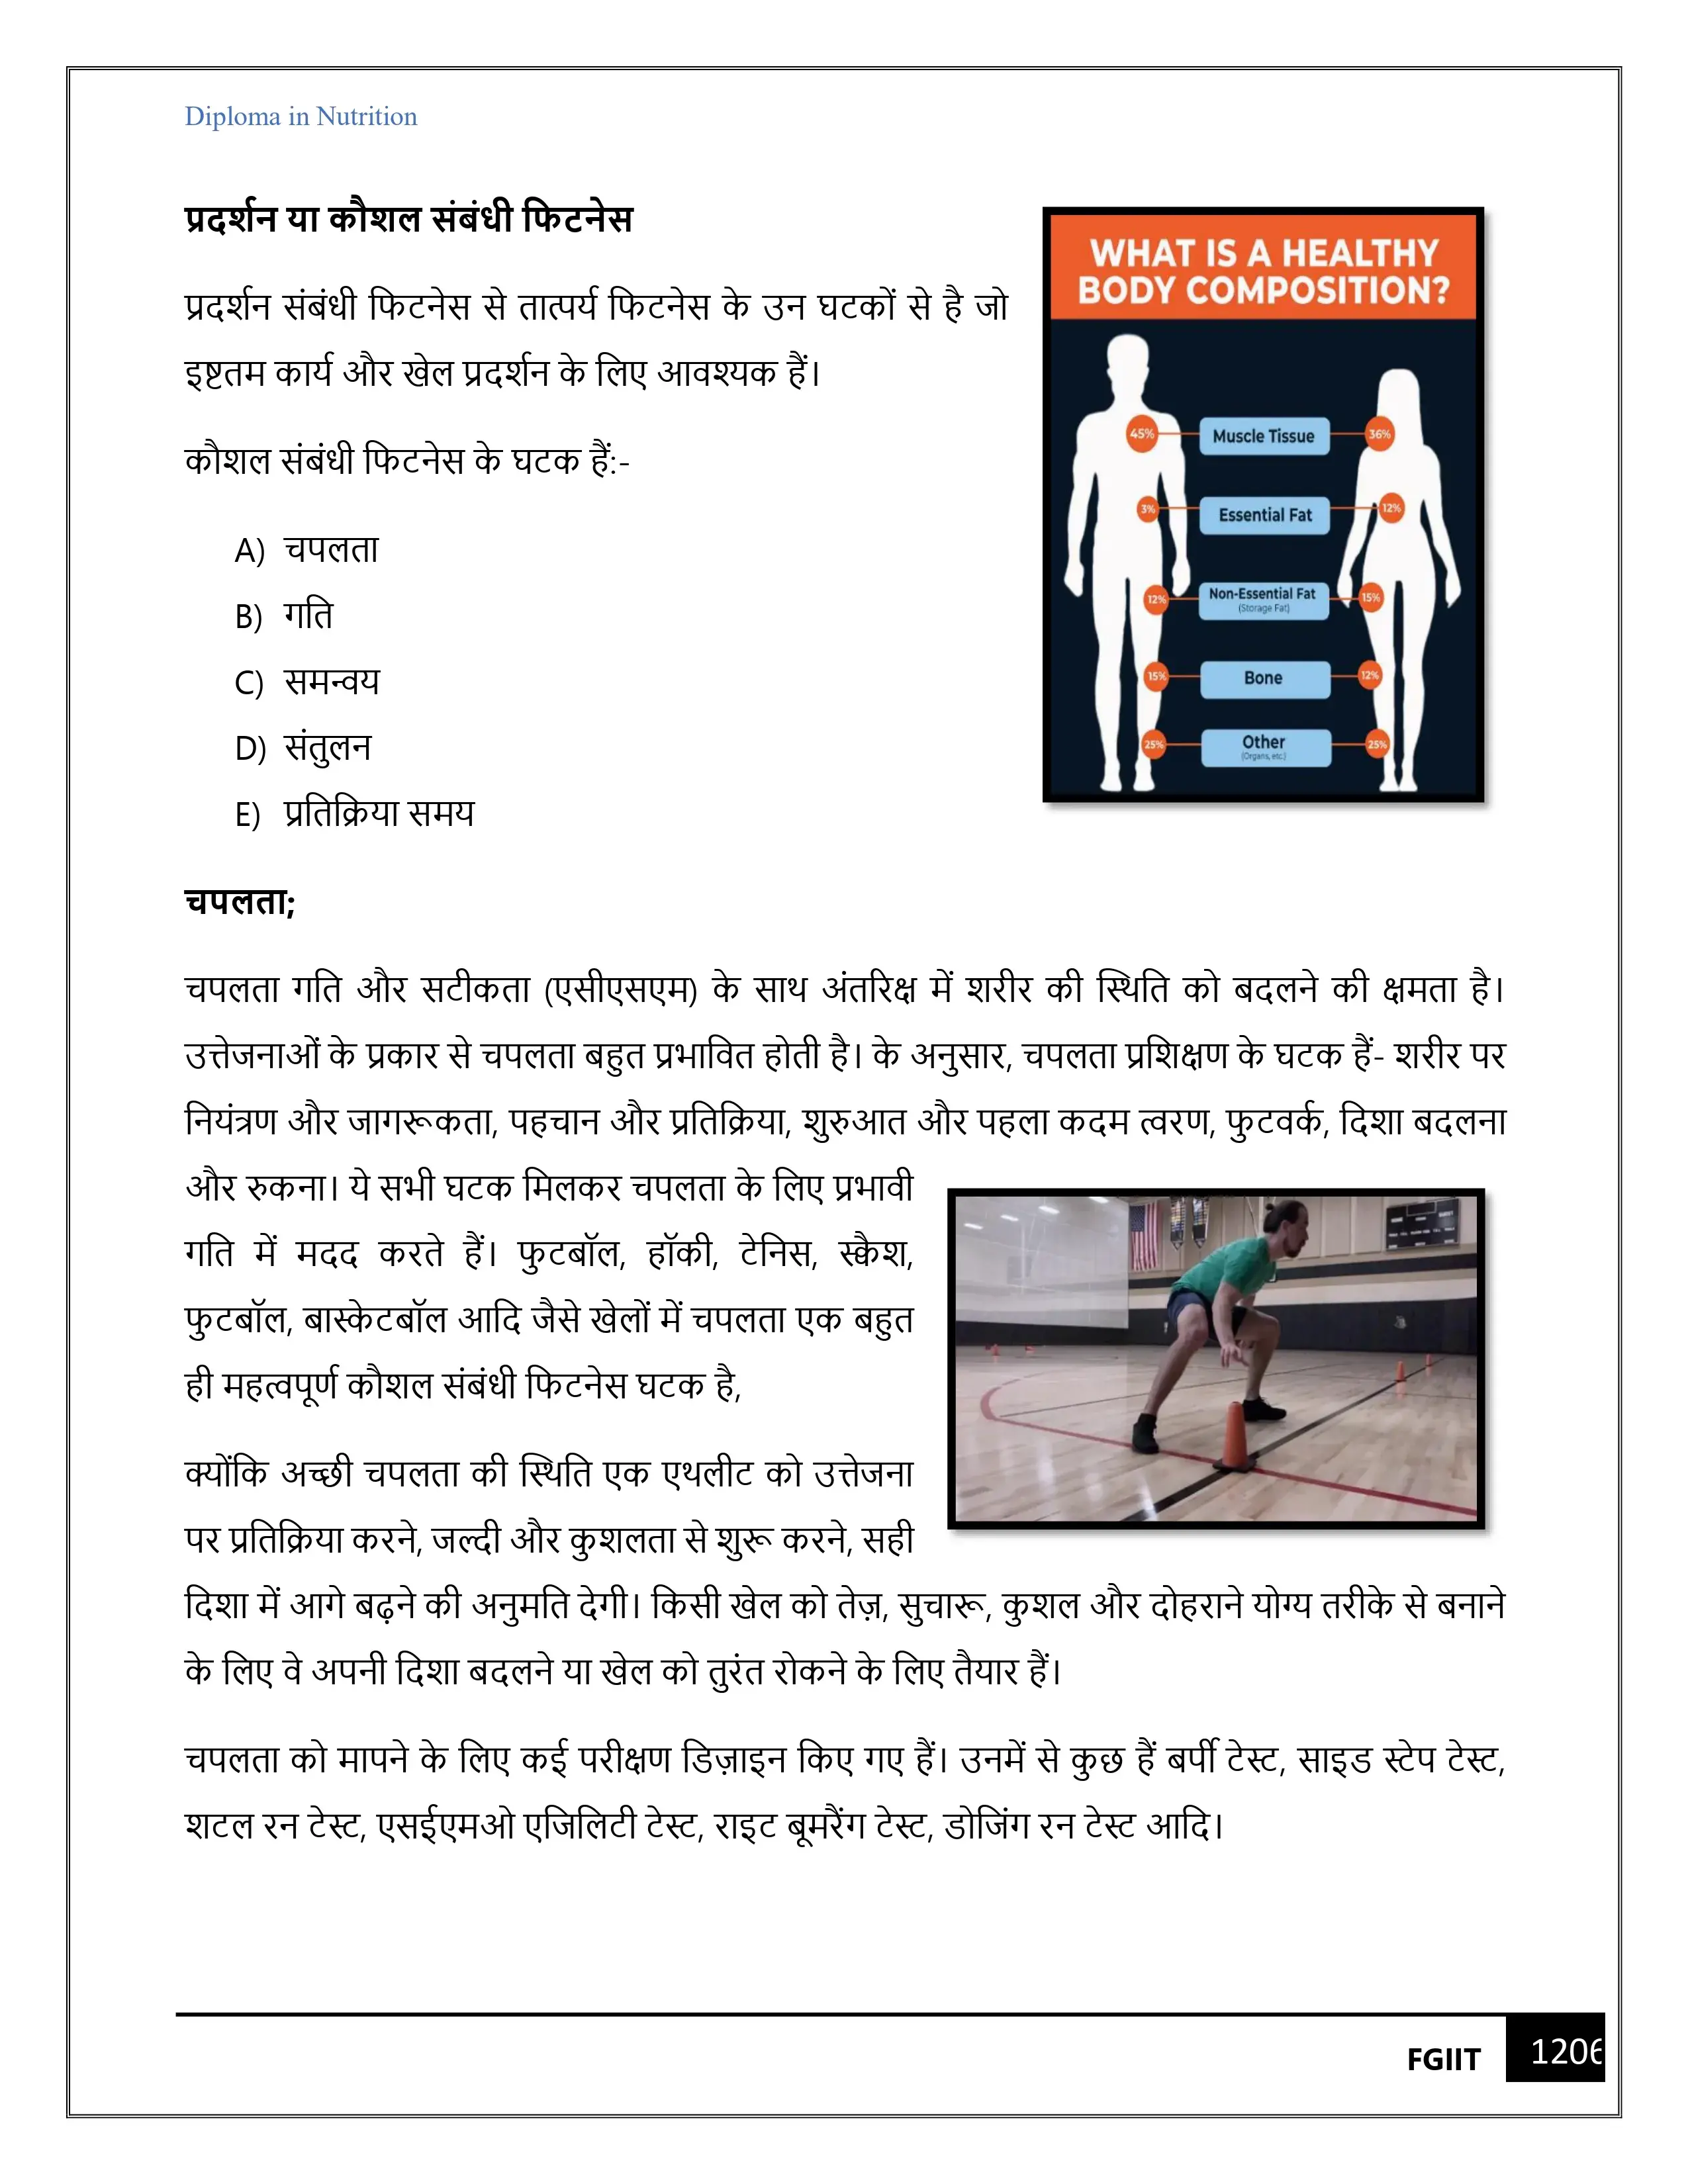 Diploma in Nutrition
प्रदर्शन या कौशल संबंधी फिटनेस
प्रदर्शन संबंधी फिटनेस से तात्पर्य फिटनेस के उन घटकों से है जो
इष्टतम कार्य और खेल प्रदर्शन के लिए आवश्यक हैं।
कौशल संबंधी फिटनेस के घटक हैं:-
A) चपलता
B) गति
C) समन्वय
D) संतुलन
E) प्रतिक्रिया समय
WHAT IS A HEALTHY
BODY COMPOSITION?
45% Muscle Tissue 36%
3% Essential Fat 12%
12% Non-Essential Fat 15%
(Storage Fat)
15% Bone 12%
25% Other 25%
(Organs, etc.)
चपलता;
चपलता गति और सटीकता (एसीएसएम) के साथ अंतरिक्ष में शरीर की स्थिति को बदलने की क्षमता है।
उत्तेजनाओं के प्रकार से चपलता बहुत प्रभावित होती है। के अनुसार, चपलता प्रशिक्षण के घटक हैं- शरीर पर
नियंत्रण और जागरूकता, पहचान और प्रतिक्रिया, शुरुआत और पहला कदम त्वरण, फुटवर्क, दिशा बदलना
और रुकना। ये सभी घटक मिलकर चपलता के लिए प्रभावी
गति में मदद करते हैं। फुटबॉल, हॉकी, टेनिस, स्क्वैश,
फुटबॉल, बास्केटबॉल आदि जैसे खेलों में चपलता एक बहुत
ही महत्वपूर्ण कौशल संबंधी फिटनेस घटक है,
क्योंकि अच्छी चपलता की स्थिति एक एथलीट को उत्तेजना
पर प्रतिक्रिया करने, जल्दी और कुशलता से शुरू करने, सही
दिशा में आगे बढ़ने की अनुमति देगी। किसी खेल को तेज़, सुचारू, कुशल और दोहराने योग्य तरीके से बनाने
के लिए वे अपनी दिशा बदलने या खेल को तुरंत रोकने के लिए तैयार हैं।
चपलता को मापने के लिए कई परीक्षण डिज़ाइन किए गए हैं। उनमें से कुछ हैं बर्पी टेस्ट, साइड स्टेप टेस्ट,
शटल रन टेस्ट, एसईएमओ एजिलिटी टेस्ट, राइट बूमरैंग टेस्ट, डोजिंग रन टेस्ट आदि।
FGIIT 1206